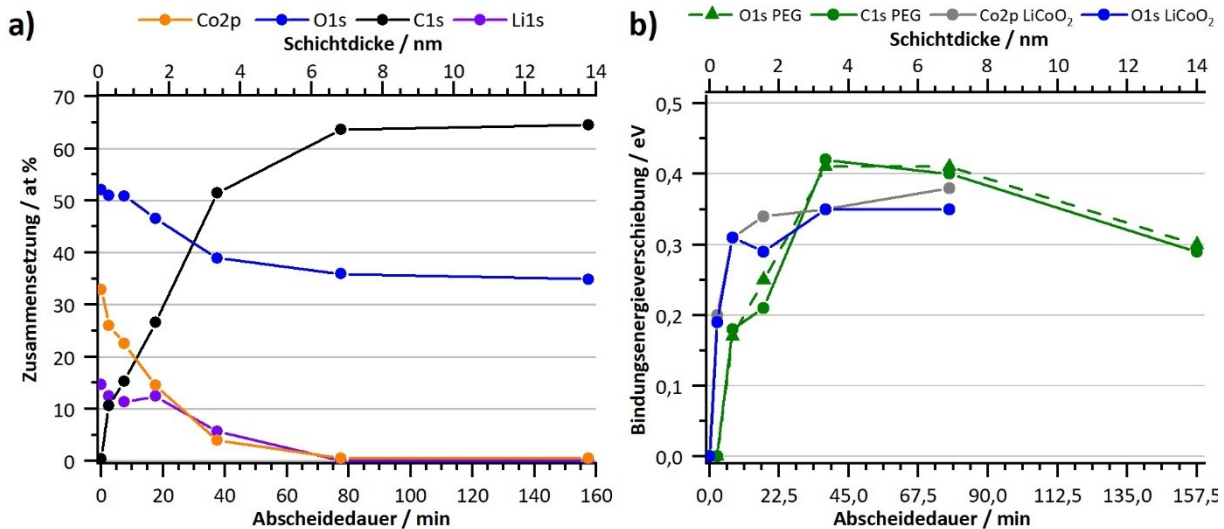 a)
Co2p O1s C1s Li1s
Schichtdicke / nm
0 2 4 6 8 10 12 14
Zusammensetzung / at %
70
60
50
40
30
20
10
0
0 20 40 60 80 100 120 140 160
Abscheidedauer / min
b)
O1s PEG C1s PEG Co2p LiCoO₂ O1s LiCoO₂
Schichtdicke / nm
0 2 4 6 8 10 12 14
Bindungsenergieverschiebung / eV
0,5
0,4
0,3
0,2
0,1
0,0
0,0 22,5 45,0 67,5 90,0 112,5 135,0 157,5
Abscheidedauer / min